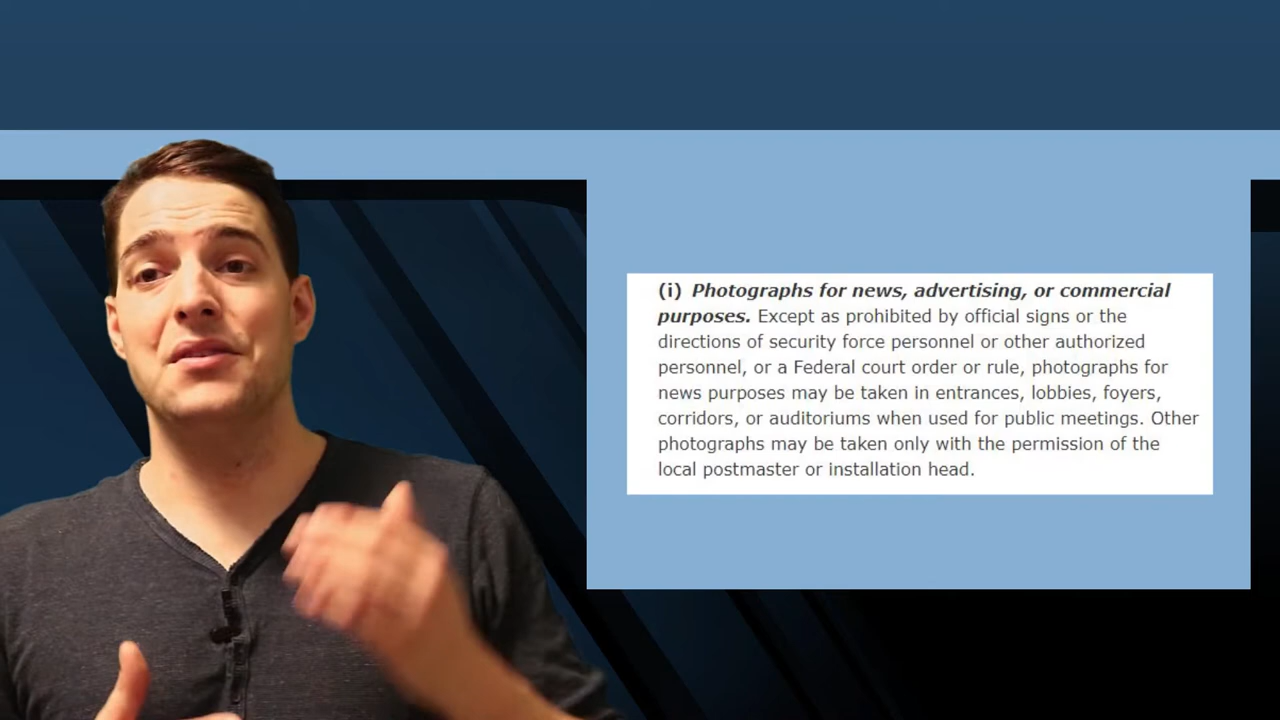 (i) Photographs for news, advertising, or commercial
purposes. Except as prohibited by official signs or the
directions of security force personnel or other authorized
personnel, or a Federal court order or rule, photographs for
news purposes may be taken in entrances, lobbies, foyers,
corridors, or auditoriums when used for public meetings. Other
photographs may be taken only with the permission of the
local postmaster or installation head.